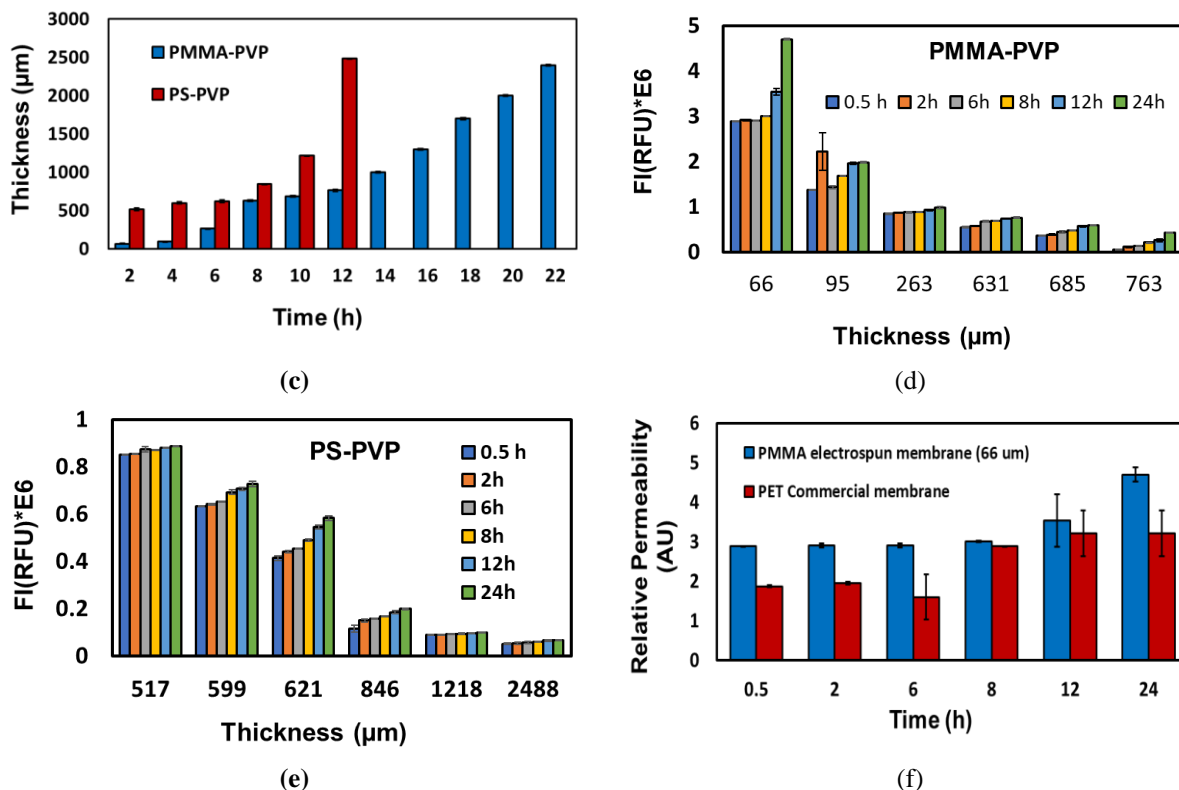 3000
2500
2000
1500
1000
500
0
Thickness (µm)
PMMA-PVP
PS-PVP
2 4 6 8 10 12 14 16 18 20 22
Time (h)
(c)
5
4
3
2
1
0
FI(RFU)*E6
PMMA-PVP
0.5 h 2h 6h 8h 12h 24h
66 95 263 631 685 763
Thickness (µm)
(d)
1
0.8
0.6
0.4
0.2
0
FI(RFU)*E6
PS-PVP
0.5 h
2h
6h
8h
12h
24h
517 599 621 846 1218 2488
Thickness (µm)
(e)
6
5
4
3
2
1
0
Relative Permeability
(AU)
PMMA electrospun membrane (66 um)
PET Commercial membrane
0.5 2 6 8 12 24
Time (h)
(f)